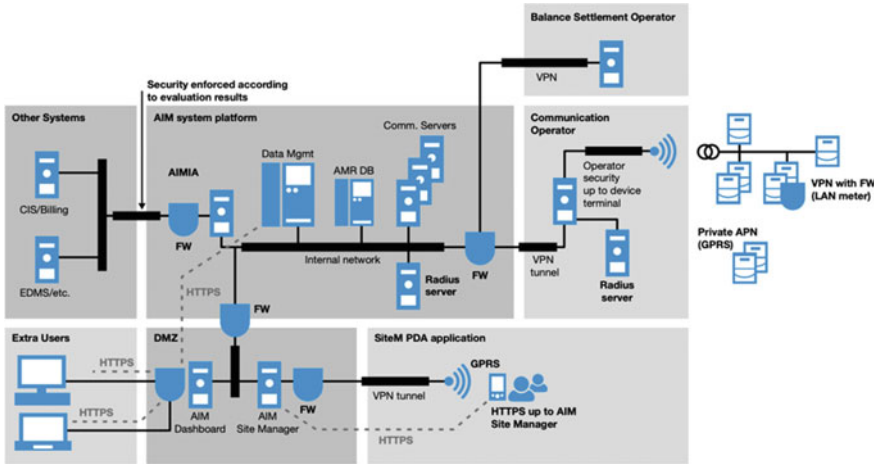 Balance Settlement Operator
VPN
Security enforced according
to evaluation results
Other Systems
CIS/Billing
EDMS/etc.
AIM system platform
AIMIA
FW
Data Mgmt
AMR DB
Comm. Servers
Internal network
Radius
server
FW
HTTPS
FW
Communication
Operator
Operator
security
up to device
terminal
VPN
tunnel
Radius
server
VPN with FW
(LAN meter)
Private APN
(GPRS)
Extra Users
HTTPS
HTTPS
DMZ
AIM
Dashboard
AIM
Site Manager
FW
SiteM PDA application
VPN tunnel
GPRS
HTTPS up to AIM
Site Manager
HTTPS